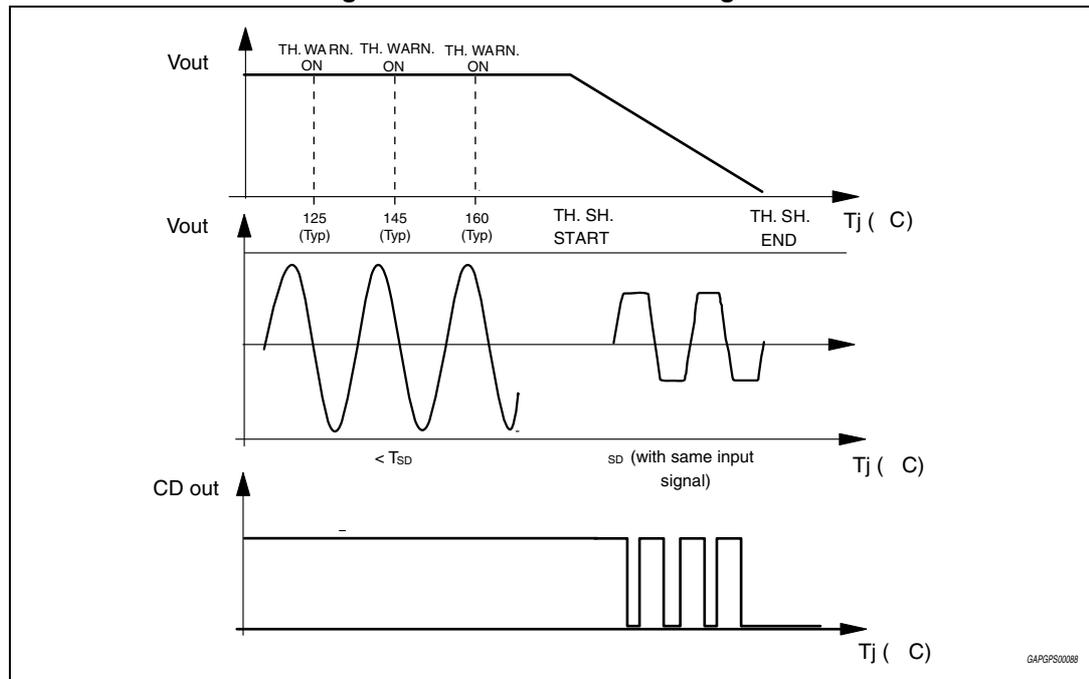 Vout
TH. WARN. TH. WARN. TH. WARN.
ON ON ON
125 145 160 TH. SH. TH. SH. Tj ( C)
(Typ) (Typ) (Typ) START END
Vout
< TSD
SD (with same input
signal)
Tj ( C)
CD out
Tj ( C)
GAPGPS00088